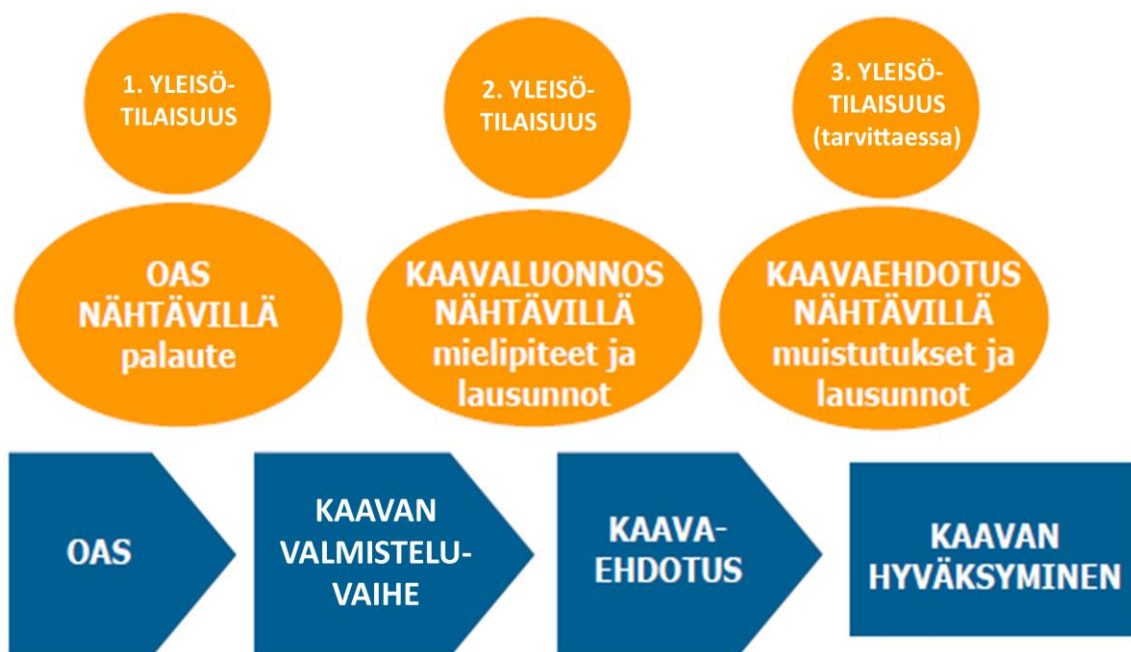 1. YLEISÖ-
TILAISUUS
2. YLEISÖ-
TILAISUUS
3. YLEISÖ-
TILAISUUS
(tarvittaessa)
OAS
NÄHTÄVILLÄ
palaute
KAAVALUONNOS
NÄHTÄVILLÄ
mielipiteet ja
lausunnot
KAAVAEHDOTUS
NÄHTÄVILLÄ
muistutukset ja
lausunnot
OAS
KAAVAN
VALMISTELU-
VAIHE
KAAVA-
EHDOTUS
KAAVAN
HYVÄKSYMINEN